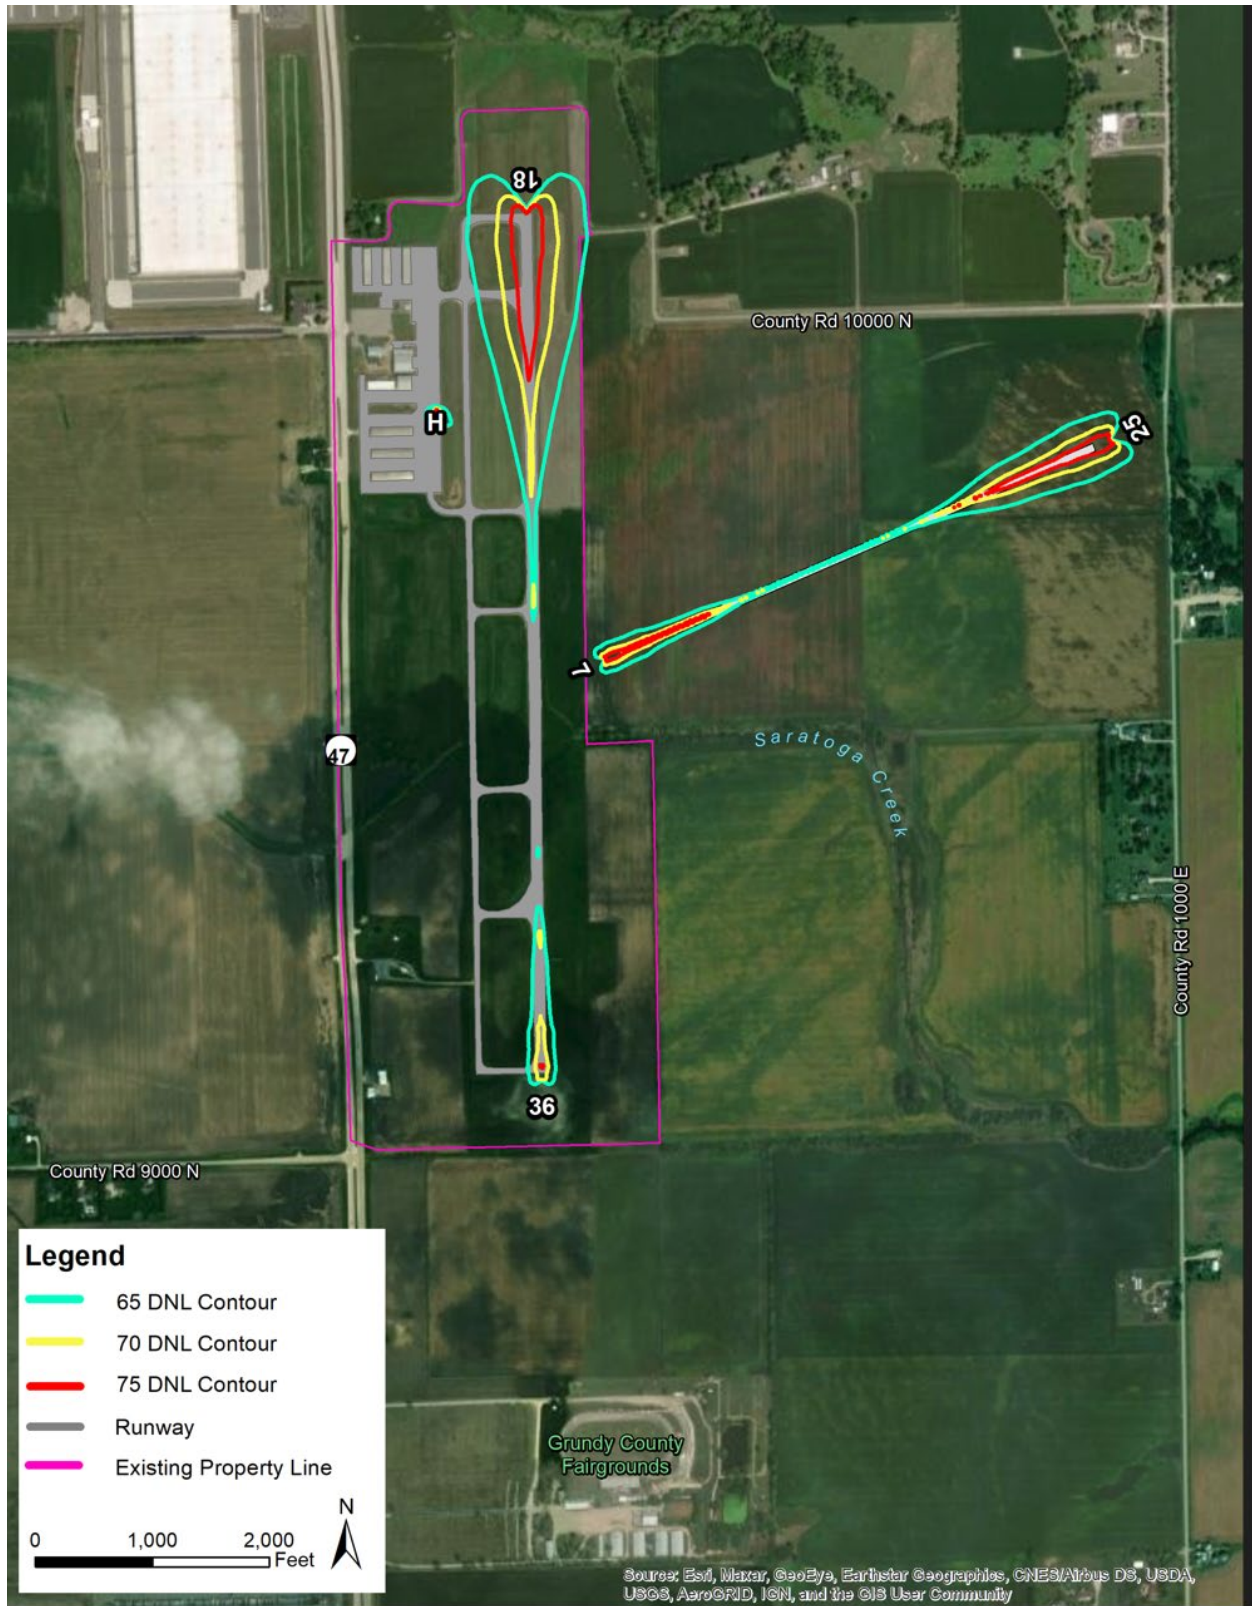 18
County Rd 10000 N
H
25
7
47
Saratoga Creek
County Rd 1000 E
36
County Rd 9000 N
Legend
65 DNL Contour
70 DNL Contour
75 DNL Contour
Runway
Existing Property Line
N
0 1,000 2,000
Feet
Grundy County
Fairgrounds
Source: Esri, Maxar, GeoEye, Earthstar Geographics, CNES/Airbus DS, USDA,
USGS, AeroGRID, IGN, and the GIS User Community